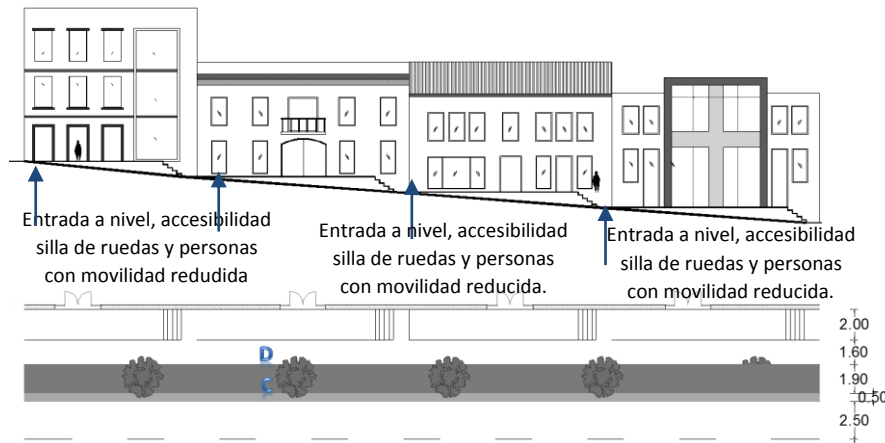 Entrada a nivel, accesibilidad
silla de ruedas y personas
con movilidad redudida
Entrada a nivel, accesibilidad
silla de ruedas y personas
con movilidad reducida.
Entrada a nivel, accesibilidad
silla de ruedas y personas
con movilidad reducida.
2.00
D
1.60
C
1.90
0.50
2.50